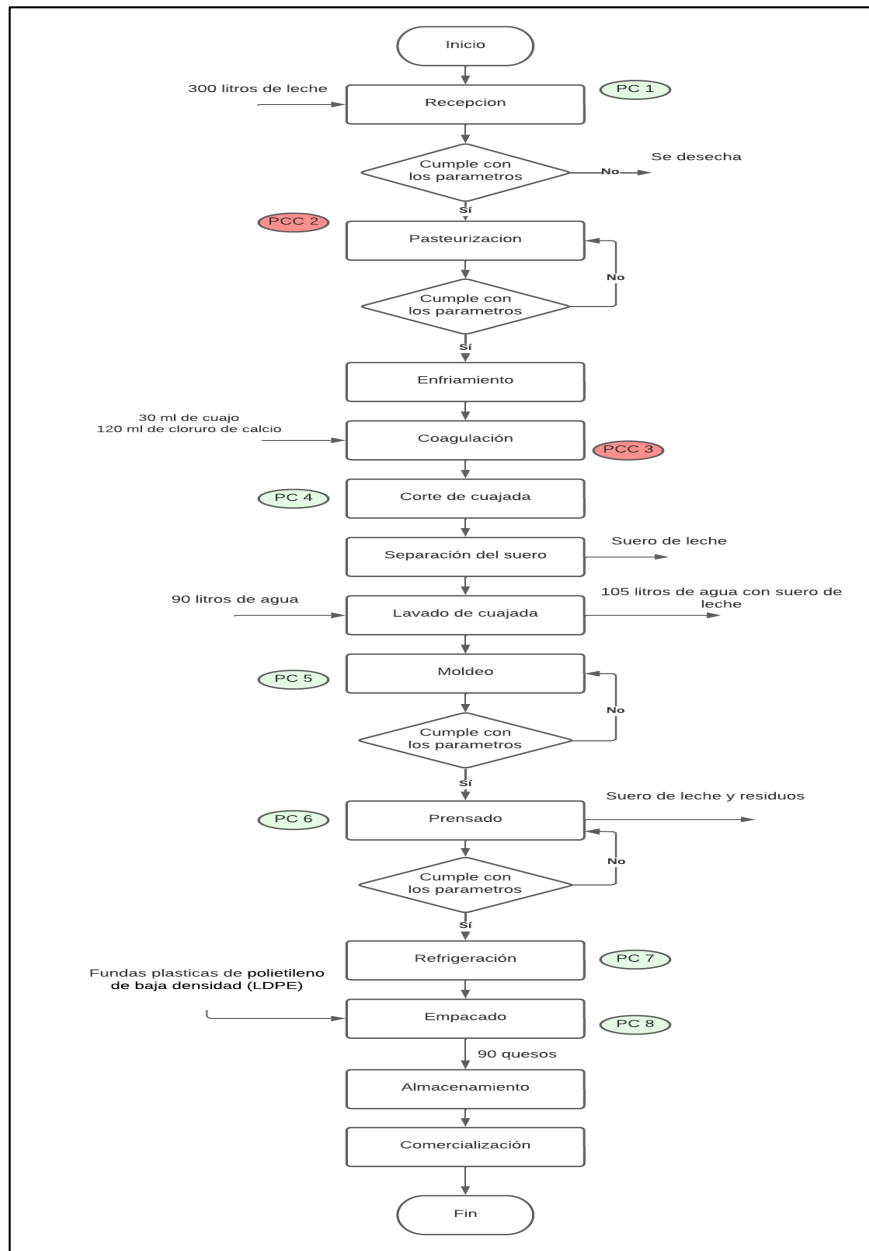 Inicio
300 litros de leche
Recepcion
PC 1
Cumple con
los parametros
No
Se desecha
Sí
PCC 2
Pasteurizacion
No
Cumple con
los parametros
Sí
Enfriamiento
30 ml de cuajo
120 ml de cloruro de calcio
Coagulación
PCC 3
PC 4
Corte de cuajada
Separación del suero
Suero de leche
90 litros de agua
Lavado de cuajada
105 litros de agua con suero de
leche
PC 5
Moldeo
No
Cumple con
los parametros
Sí
PC 6
Prensado
Suero de leche y residuos
No
Cumple con
los parametros
Sí
Refrigeración
PC 7
Fundas plasticas de polietileno
de baja densidad (LDPE)
Empacado
PC 8
90 quesos
Almacenamiento
Comercialización
Fin